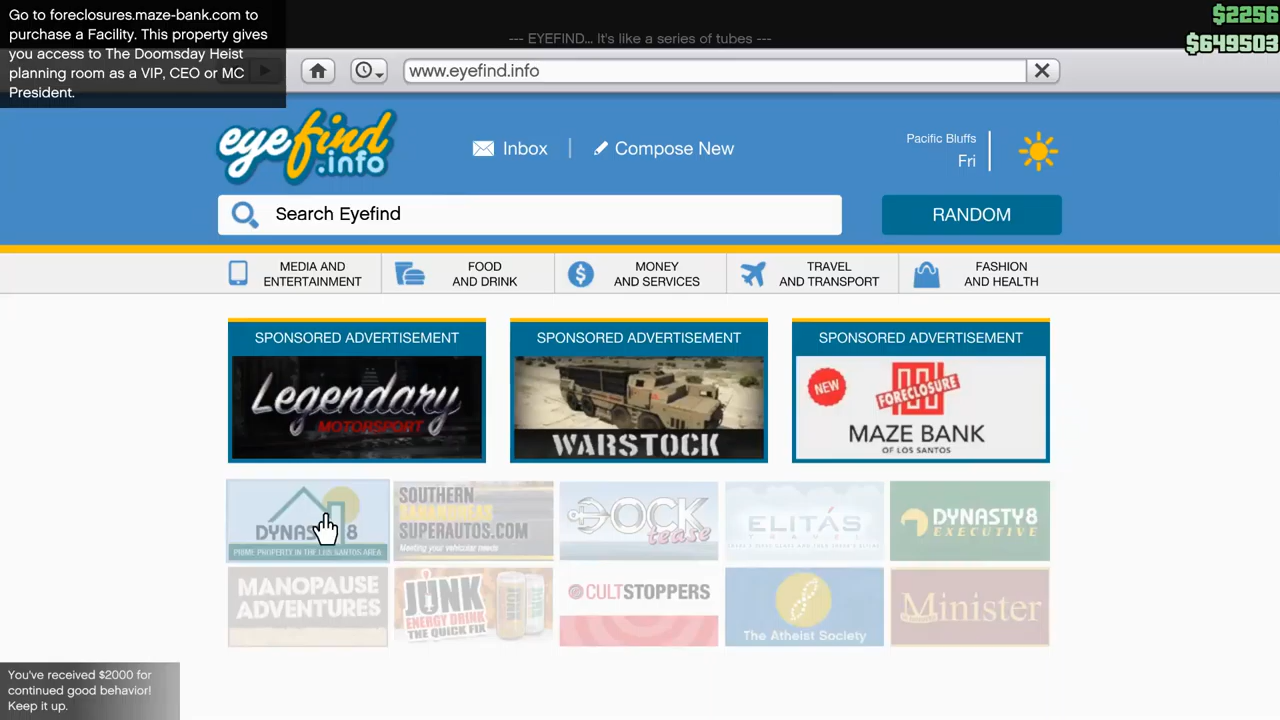 Go to foreclosures.maze-bank.com to
purchase a Facility. This property gives
you access to The Doomsday Heist
planning room as a VIP, CEO or MC
President.
$2256
$649503
--- EYEFIND... It's like a series of tubes ---
www.eyefind.info
eyefind
.info
Inbox
Compose New
Pacific Bluffs
Fri
Search Eyefind
RANDOM
MEDIA AND
ENTERTAINMENT
FOOD
AND DRINK
MONEY
AND SERVICES
TRAVEL
AND TRANSPORT
FASHION
AND HEALTH
SPONSORED ADVERTISEMENT
Legendary
MOTORSPORT
SPONSORED ADVERTISEMENT
WARSTOCK
SPONSORED ADVERTISEMENT
NEW
FORECLOSURE
MAZE BANK
OF LOS SANTOS
DYNASTY 8
PRIME PROPERTY IN THE LOS SANTOS AREA
SOUTHERN
SUPERAUTOS.COM
Meeting your vehicular needs
DOCK
tease
ELITÁS
TRAVEL
DYNASTY8
EXECUTIVE
MANOPAUSE
ADVENTURES
JUNK
ENERGY DRINK
THE QUICK FIX
CULTSTOPPERS
The Atheist Society
Minister
You've received $2000 for
continued good behavior!
Keep it up.